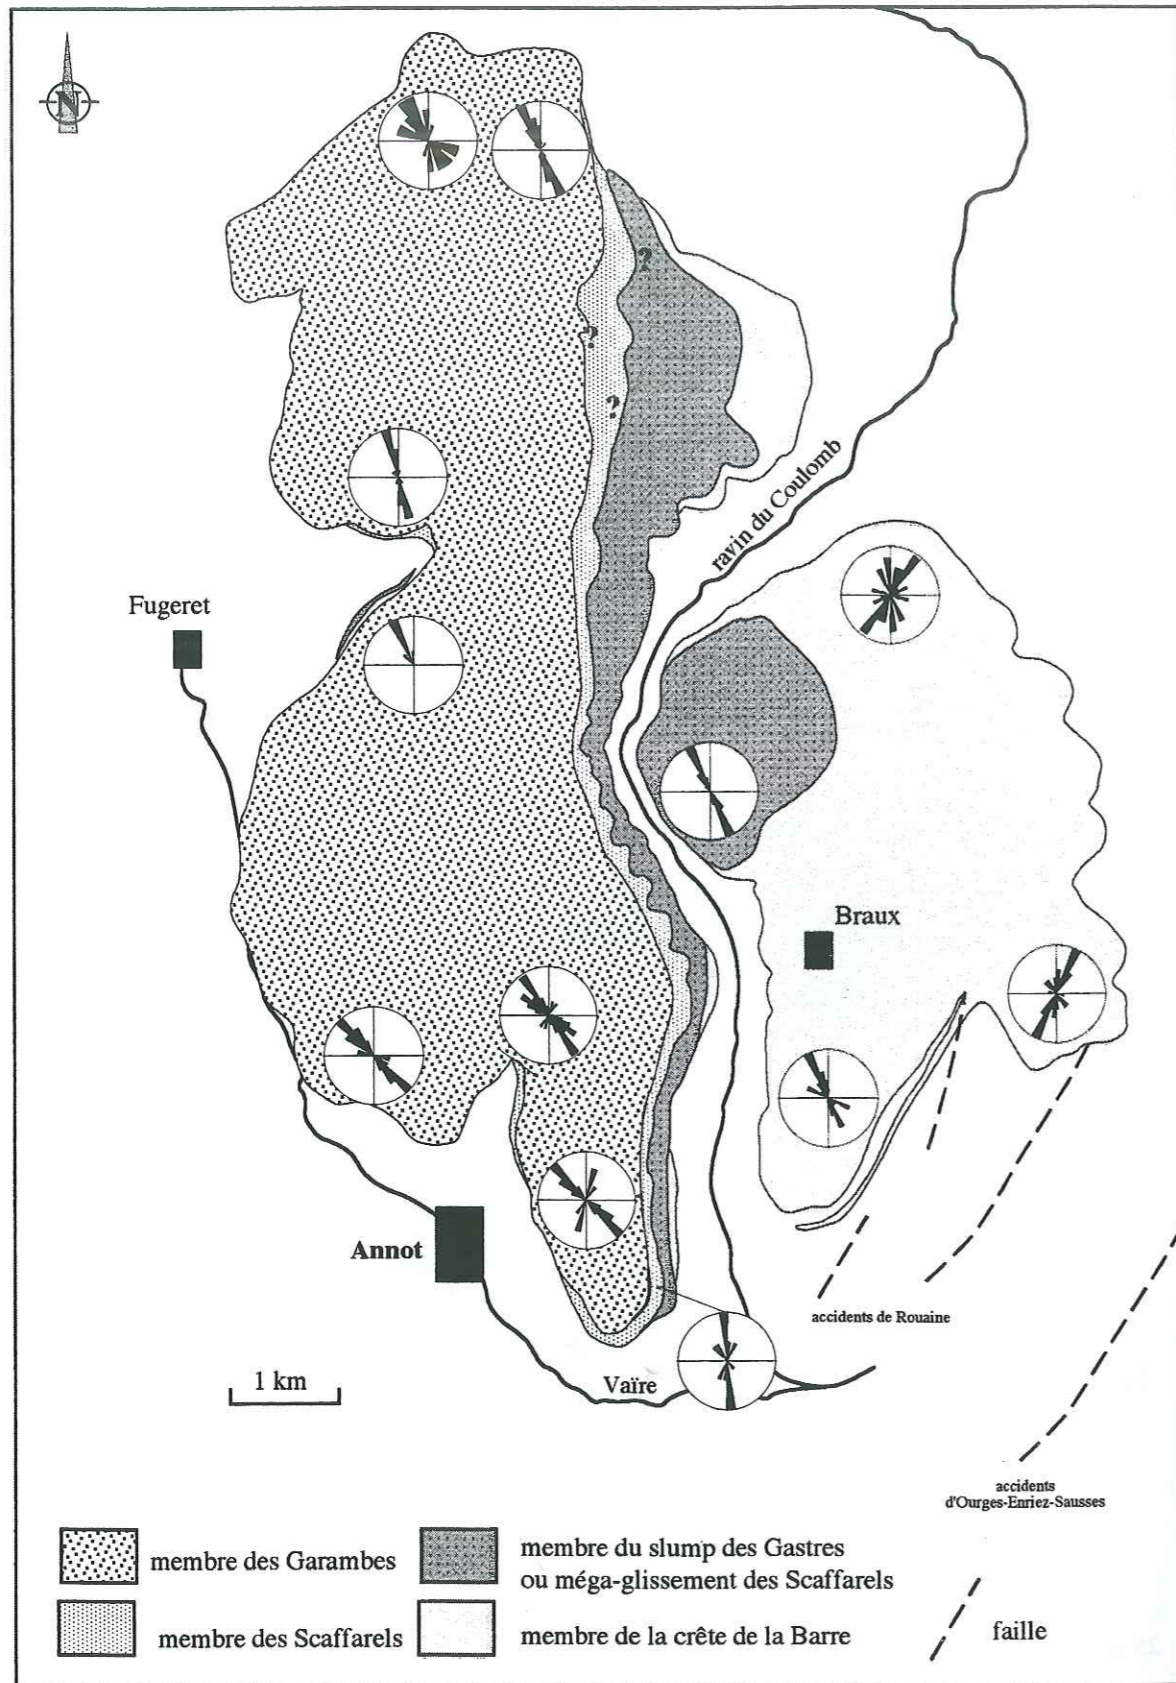 N
?
?
?
ravin du Coulomb
Fugeret
Braux
Annot
accidents de Rouaine
1 km
Vaïre
accidents
d'Ourges-Enriez-Sausses
membre des Garambes
membre du slump des Gastres
ou méga-glissement des Scaffarels
membre des Scaffarels
membre de la crête de la Barre
faille